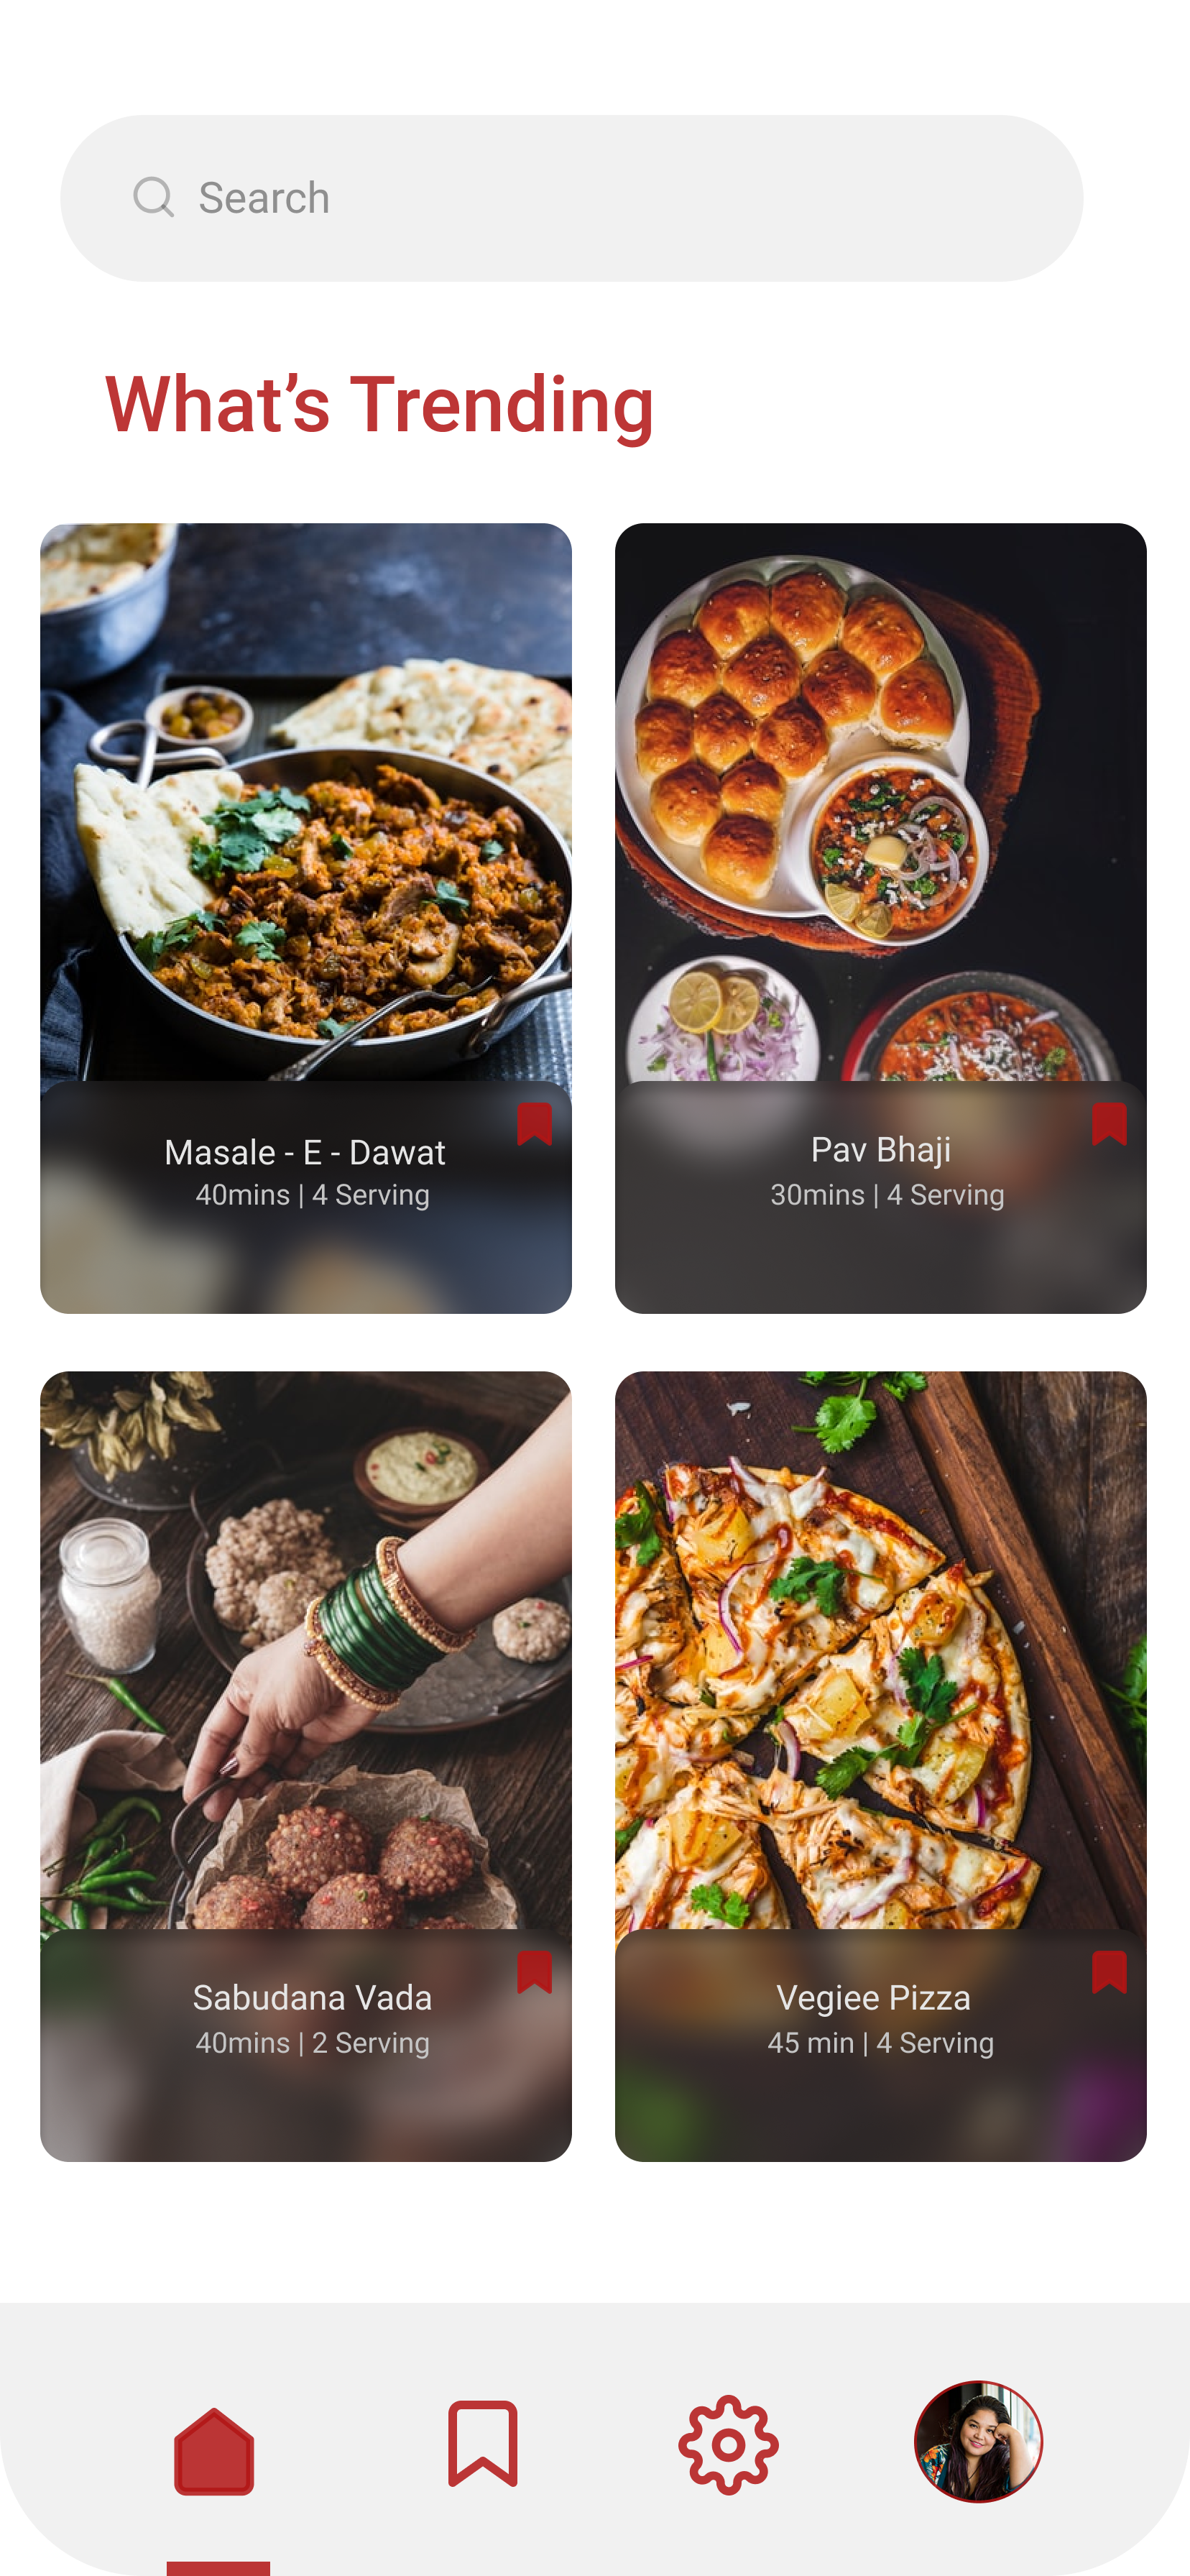 Search
What’s Trending
Masale - E - Dawat
40mins | 4 Serving
Pav Bhaji
30mins | 4 Serving
Sabudana Vada
40mins | 2 Serving
Vegiee Pizza
45 min | 4 Serving